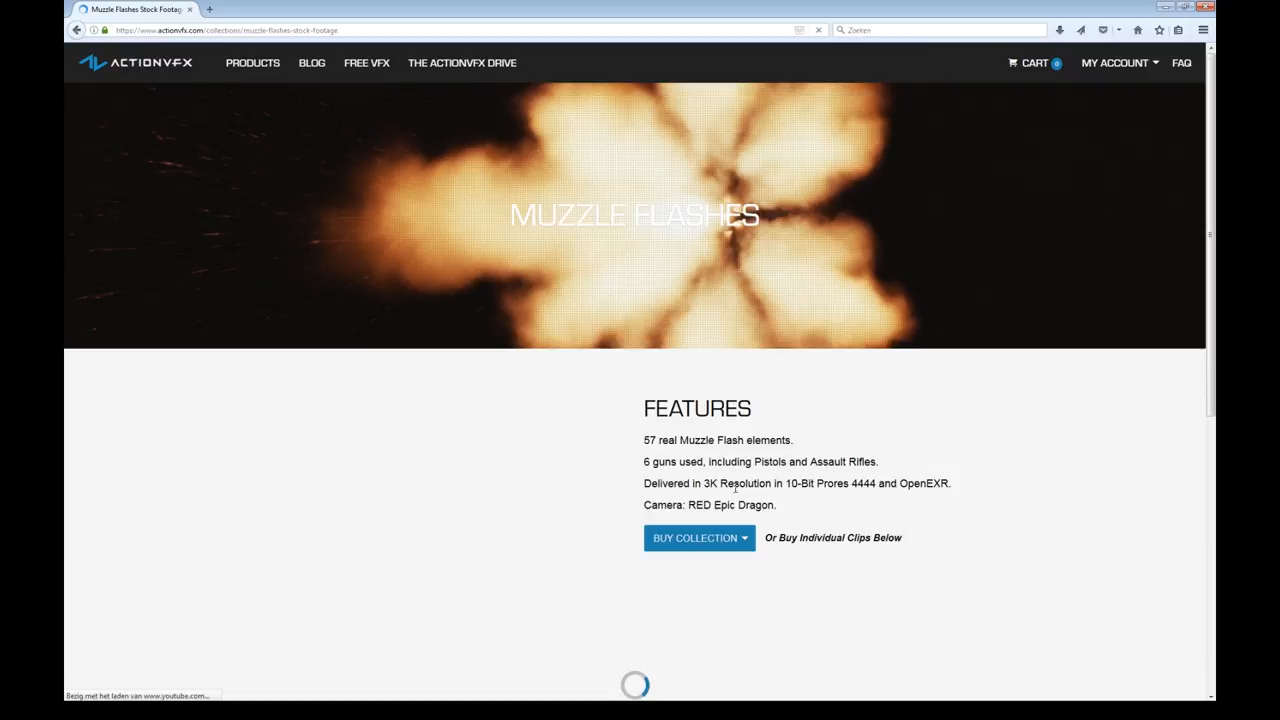 Muzzle Flashes Stock Footag
https://www.actionvfx.com/collections/muzzle-flashes-stock-footage
Zoeken
ACTIONVFX
PRODUCTS
BLOG
FREE VFX
THE ACTIONVFX DRIVE
CART 0
MY ACCOUNT
FAQ
MUZZLE FLASHES
FEATURES
57 real Muzzle Flash elements.
6 guns used, including Pistols and Assault Rifles.
Delivered in 3K Resolution in 10-Bit Prores 4444 and OpenEXR.
Camera: RED Epic Dragon.
BUY COLLECTION
Or Buy Individual Clips Below
Bezig met het laden van www.youtube.com...